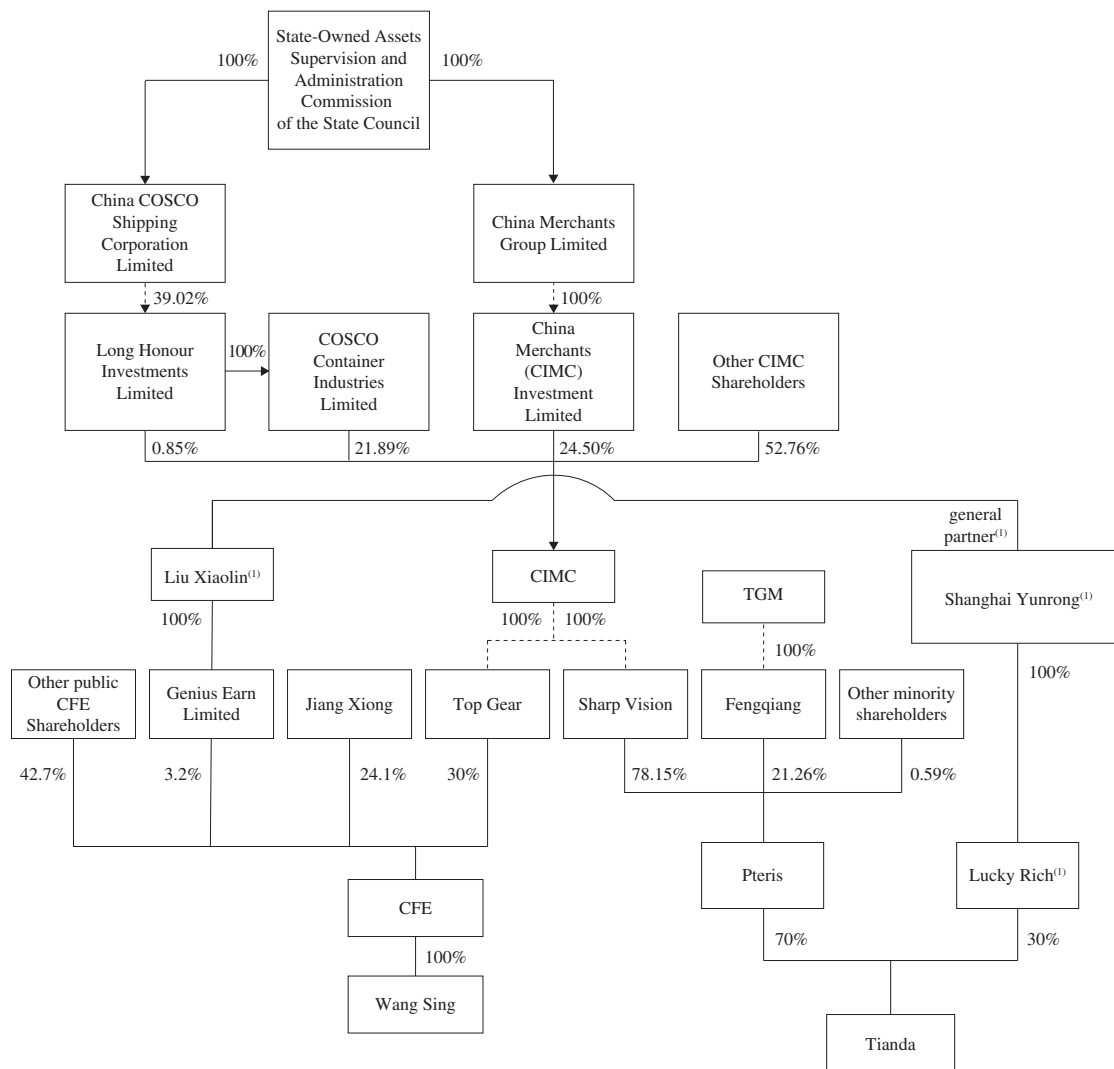 State-Owned Assets
Supervision and
Administration
Commission
of the State Council
100%
100%
China COSCO
Shipping
Corporation
Limited
China Merchants
Group Limited
39.02%
100%
Long Honour
Investments
Limited
100%
COSCO
Container
Industries
Limited
China
Merchants
(CIMC)
Investment
Limited
Other CIMC
Shareholders
0.85%
21.89%
24.50%
52.76%
general
partner(1)
Liu Xiaolin(1)
CIMC
TGM
Shanghai Yunrong(1)
100%
100%
100%
100%
100%
Other public
CFE
Shareholders
Genius Earn
Limited
Jiang Xiong
Top Gear
Sharp Vision
Fengqiang
Other minority
shareholders
42.7%
3.2%
24.1%
30%
78.15%
21.26%
0.59%
Pteris
Lucky Rich(1)
CFE
70%
30%
100%
Wang Sing
Tianda